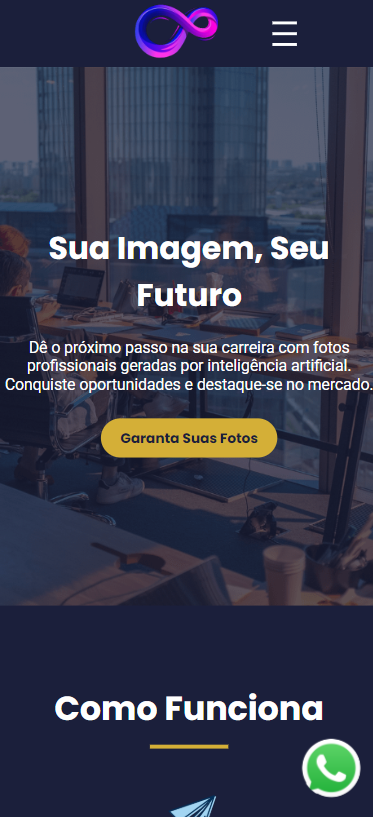 Sua Imagem, Seu
Futuro
Dê o próximo passo na sua carreira com fotos
profissionais geradas por inteligência artificial.
Conquiste oportunidades e destaque-se no mercado.
Garanta Suas Fotos
Como Funciona